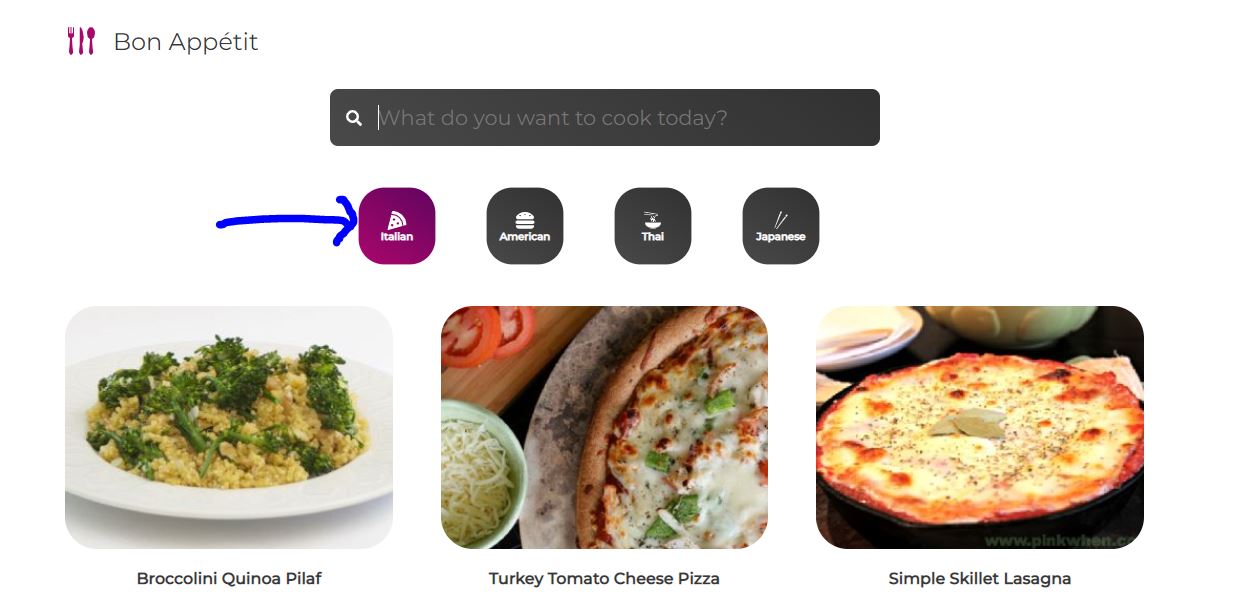 Bon Appétit
What do you want to cook today?
Italian
American
Thai
Japanese
www.pinkwhen.c
Broccolini Quinoa Pilaf
Turkey Tomato Cheese Pizza
Simple Skillet Lasagna